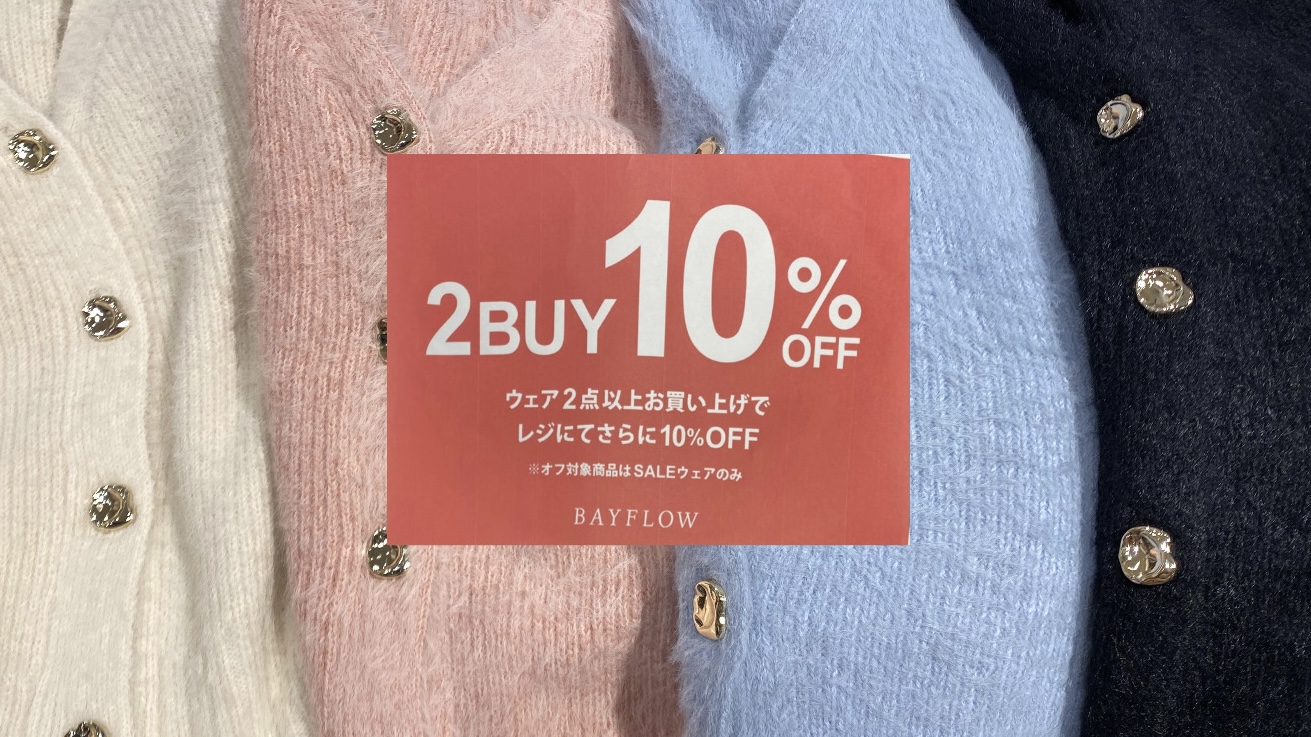 2BUY10%OFF
ウェア2点以上お買い上げで
レジにてさらに10%OFF
※オフ対象商品はSALEウェアのみ
BAYFLOW